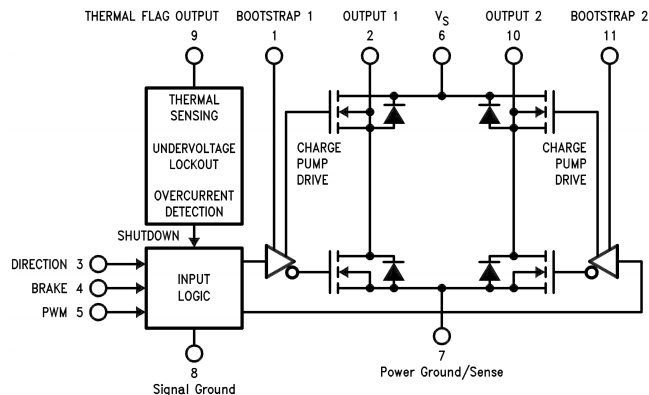 THERMAL FLAG OUTPUT
9
BOOTSTRAP 1
1
OUTPUT 1
2
VS
6
OUTPUT 2
10
BOOTSTRAP 2
11
THERMAL
SENSING
UNDERVOLTAGE
LOCKOUT
OVERCURRENT
DETECTION
CHARGE
PUMP
DRIVE
CHARGE
PUMP
DRIVE
SHUTDOWN
DIRECTION 3
BRAKE 4
PWM 5
INPUT
LOGIC
8
Signal Ground
7
Power Ground/Sense